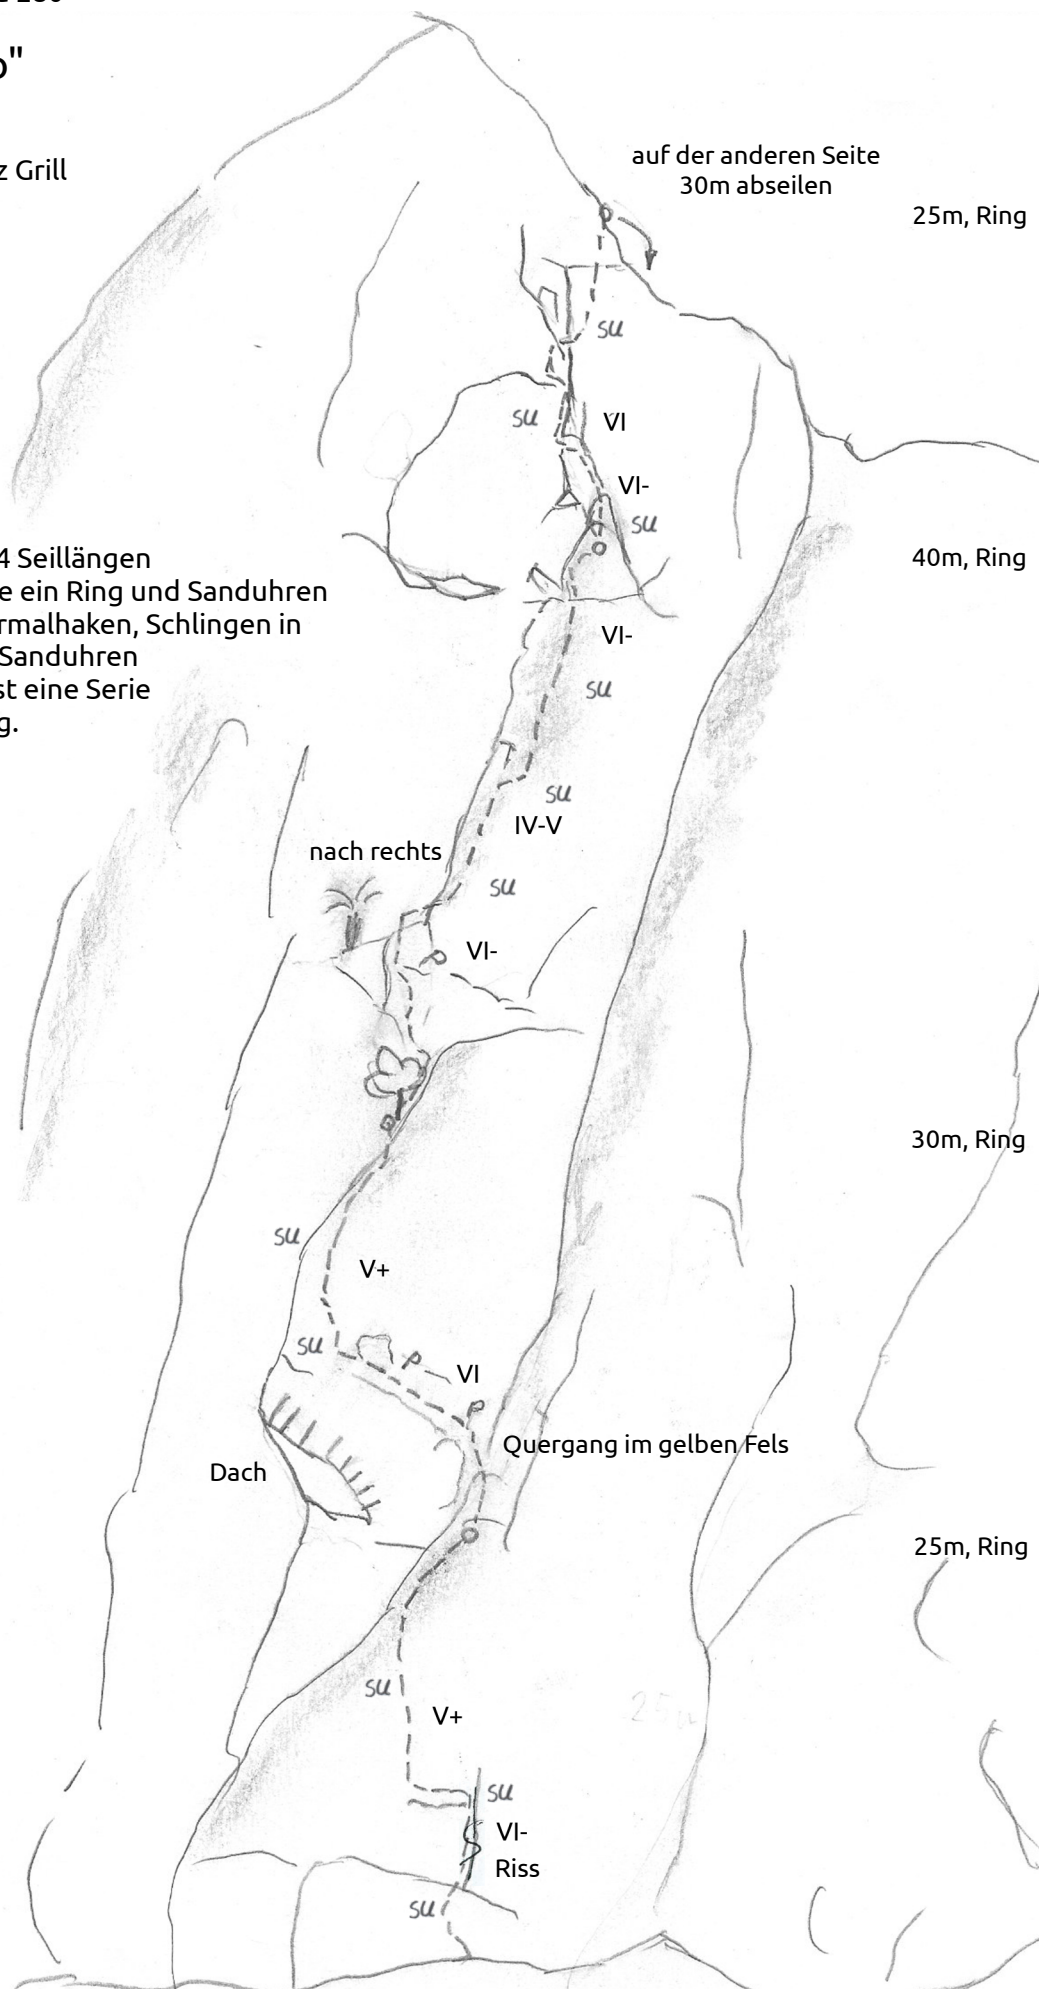 z Grill
auf der anderen Seite
30m abseilen
25m, Ring
su
su
VI
VI-
su
4 Seillängen
40m, Ring
e ein Ring und Sanduhren
rmalhaken, Schlingen in
Sanduhren
st eine Serie
g.
VI-
su
su
IV-V
nach rechts
su
VI-
30m, Ring
su
V+
su
VI
Quergang im gelben Fels
Dach
25m, Ring
su
V+
su
VI-
Riss
su